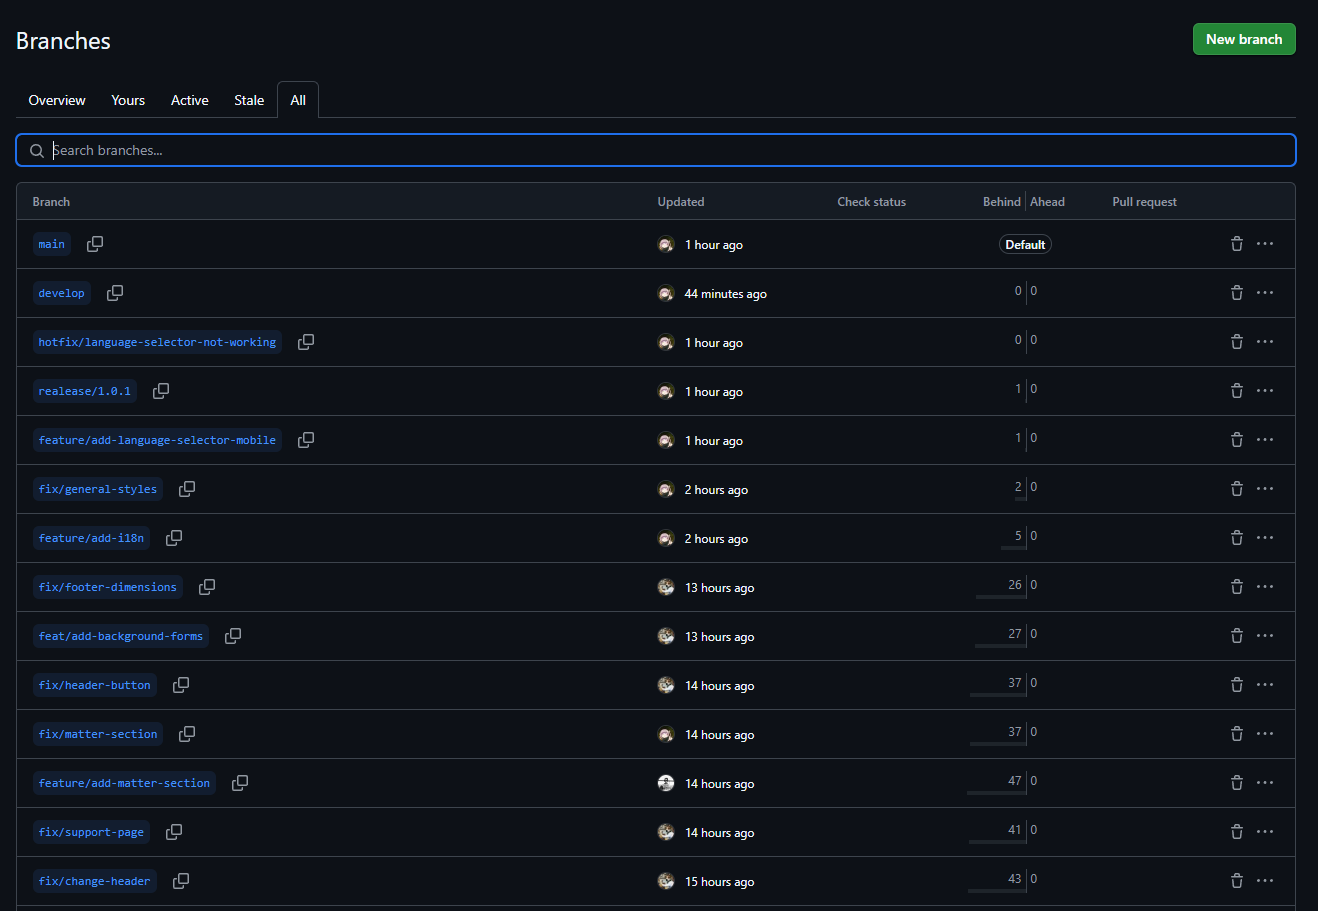 Branches
New branch
Overview Yours Active Stale All
Search branches...
Branch Updated Check status Behind Ahead Pull request
main 1 hour ago Default
develop 44 minutes ago 0 0
hotfix/language-selector-not-working 1 hour ago 0 0
realease/1.0.1 1 hour ago 1 0
feature/add-language-selector-mobile 1 hour ago 1 0
fix/general-styles 2 hours ago 2 0
feature/add-i18n 2 hours ago 5 0
fix/footer-dimensions 13 hours ago 26 0
feat/add-background-forms 13 hours ago 27 0
fix/header-button 14 hours ago 37 0
fix/matter-section 14 hours ago 37 0
feature/add-matter-section 14 hours ago 47 0
fix/support-page 14 hours ago 41 0
fix/change-header 15 hours ago 43 0